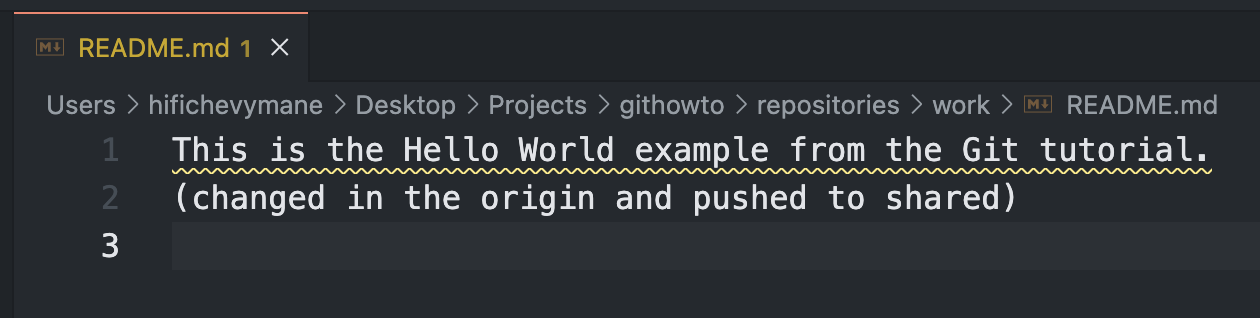 README.md 1
Users > hifichevymane > Desktop > Projects > githowto > repositories > work > README.md
1 This is the Hello World example from the Git tutorial.
2 (changed in the origin and pushed to shared)
3